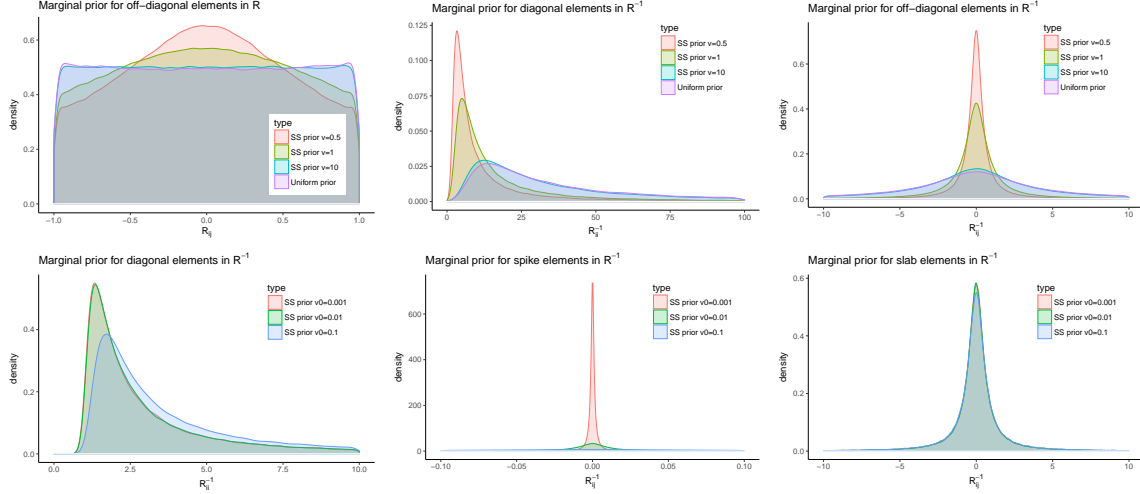 Marginal prior for off-diagonal elements in R
density
0.6
0.4
0.2
0.0
−1.0
−0.5
0.0
0.5
1.0
R_ij
type
SS prior v=0.5
SS prior v=1
SS prior v=10
Uniform prior
Marginal prior for diagonal elements in R^−1
density
0.125
0.100
0.075
0.050
0.025
0.000
0
25
50
75
100
R_ii^−1
type
SS prior v=0.5
SS prior v=1
SS prior v=10
Uniform prior
Marginal prior for off-diagonal elements in R^−1
density
0.8
0.6
0.4
0.2
0.0
−10
−5
0
5
10
R_ij^−1
type
SS prior v=0.5
SS prior v=1
SS prior v=10
Uniform prior
Marginal prior for diagonal elements in R^−1
density
0.4
0.2
0.0
0.0
2.5
5.0
7.5
10.0
R_ii^−1
type
SS prior v0=0.001
SS prior v0=0.01
SS prior v0=0.1
Marginal prior for spike elements in R^−1
density
600
400
200
0
−0.10
−0.05
0.00
0.05
0.10
R_ij^−1
type
SS prior v0=0.001
SS prior v0=0.01
SS prior v0=0.1
Marginal prior for slab elements in R^−1
density
0.6
0.4
0.2
0.0
−10
−5
0
5
10
R_ij^−1
type
SS prior v0=0.001
SS prior v0=0.01
SS prior v0=0.1